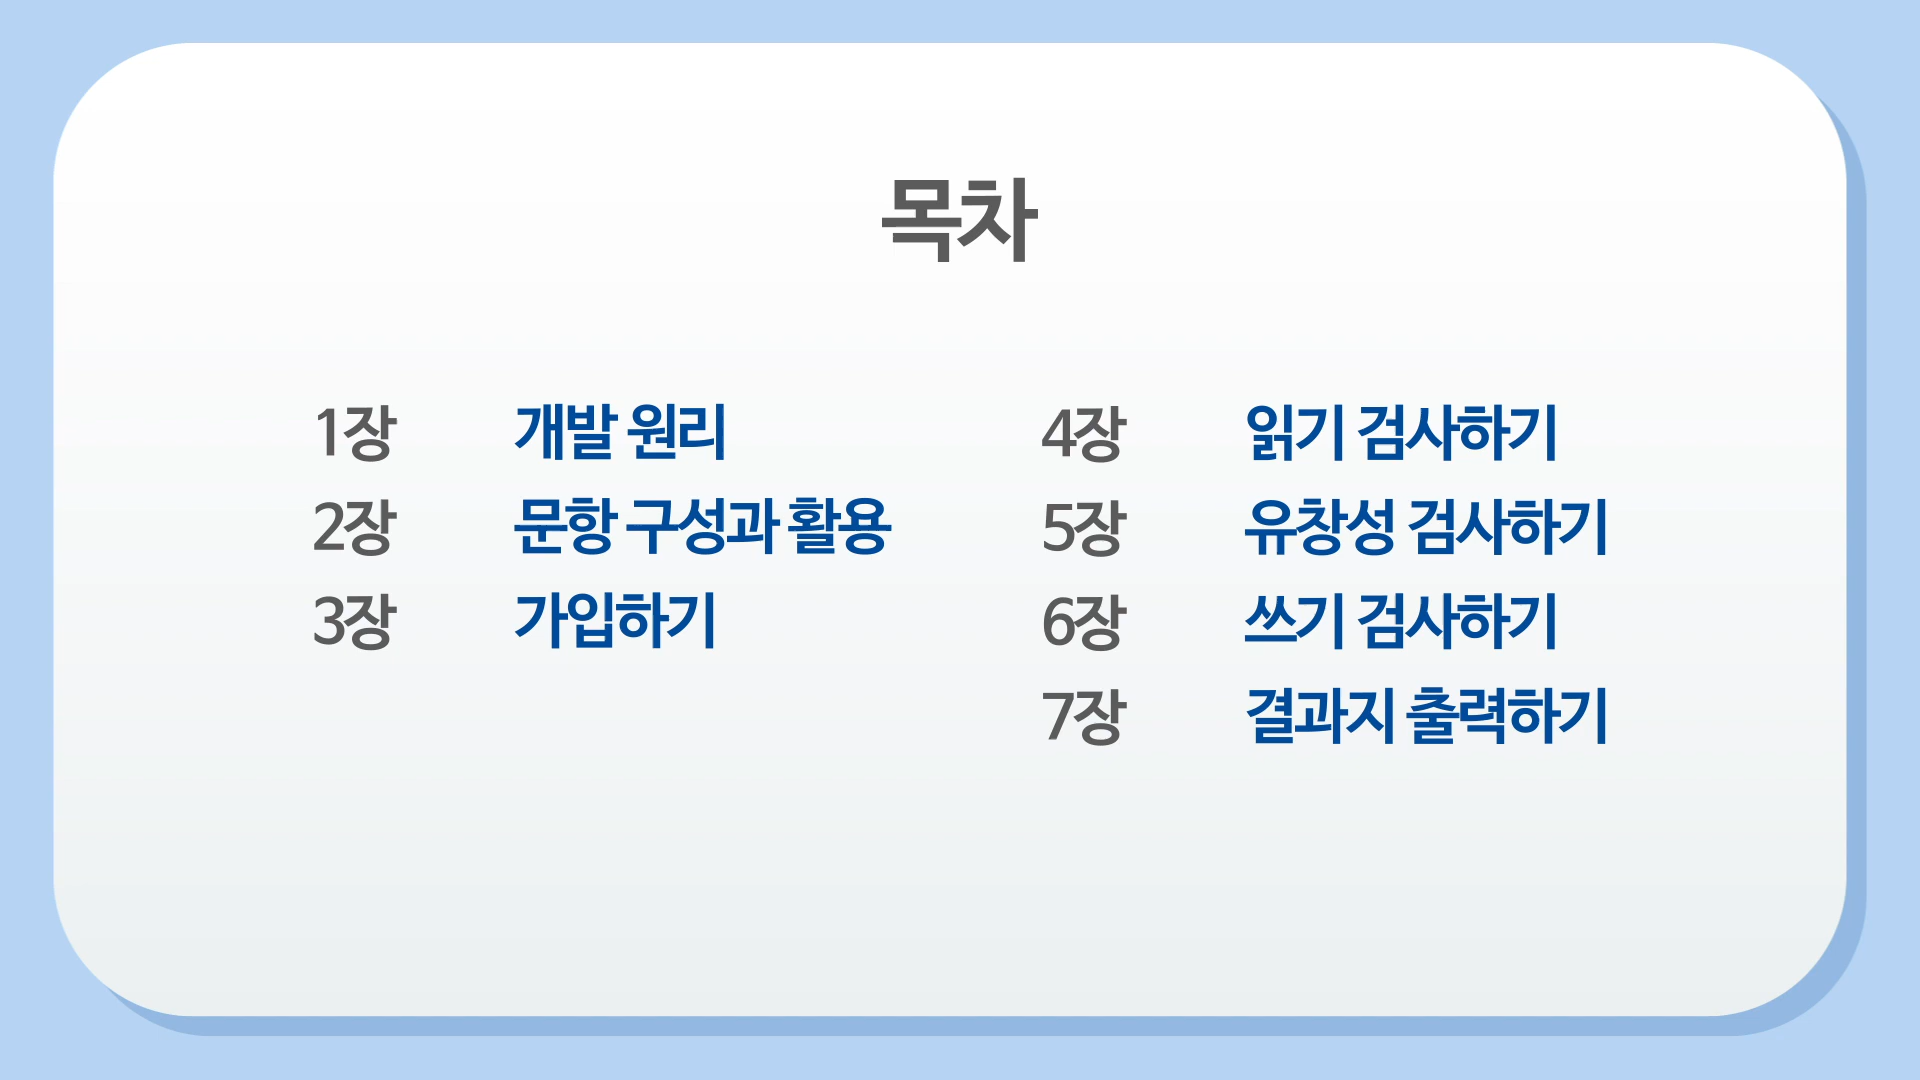 목차
1장 개발 원리
2장 문항 구성과 활용
3장 가입하기
4장 읽기 검사하기
5장 유창성 검사하기
6장 쓰기 검사하기
7장 결과지 출력하기